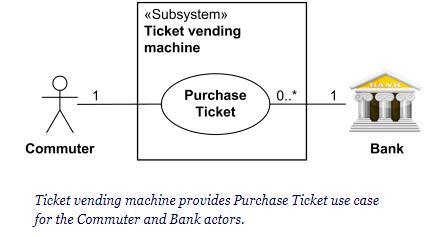 «Subsystem»
Ticket vending
machine
1
Purchase
Ticket
0..*
1
BANK
Commuter
Bank
Ticket vending machine provides Purchase Ticket use case
for the Commuter and Bank actors.